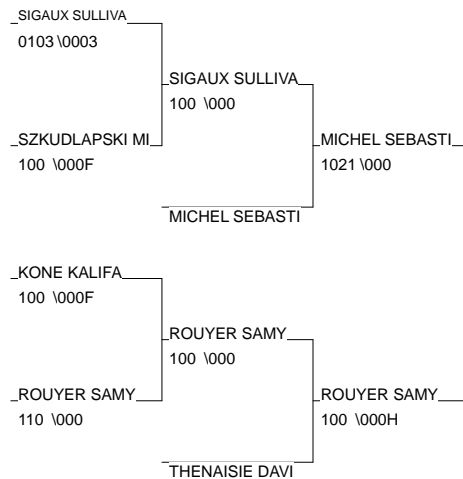 SIGAUX SULLIVA
0103 \0003
SIGAUX SULLIVA
100 \000
SZKUDLAPSKI MI
100 \000F
MICHEL SEBASTI
1021 \000
MICHEL SEBASTI
KONE KALIFA
100 \000F
ROUYER SAMY
100 \000
ROUYER SAMY
110 \000
ROUYER SAMY
100 \000H
THENAISIE DAVI